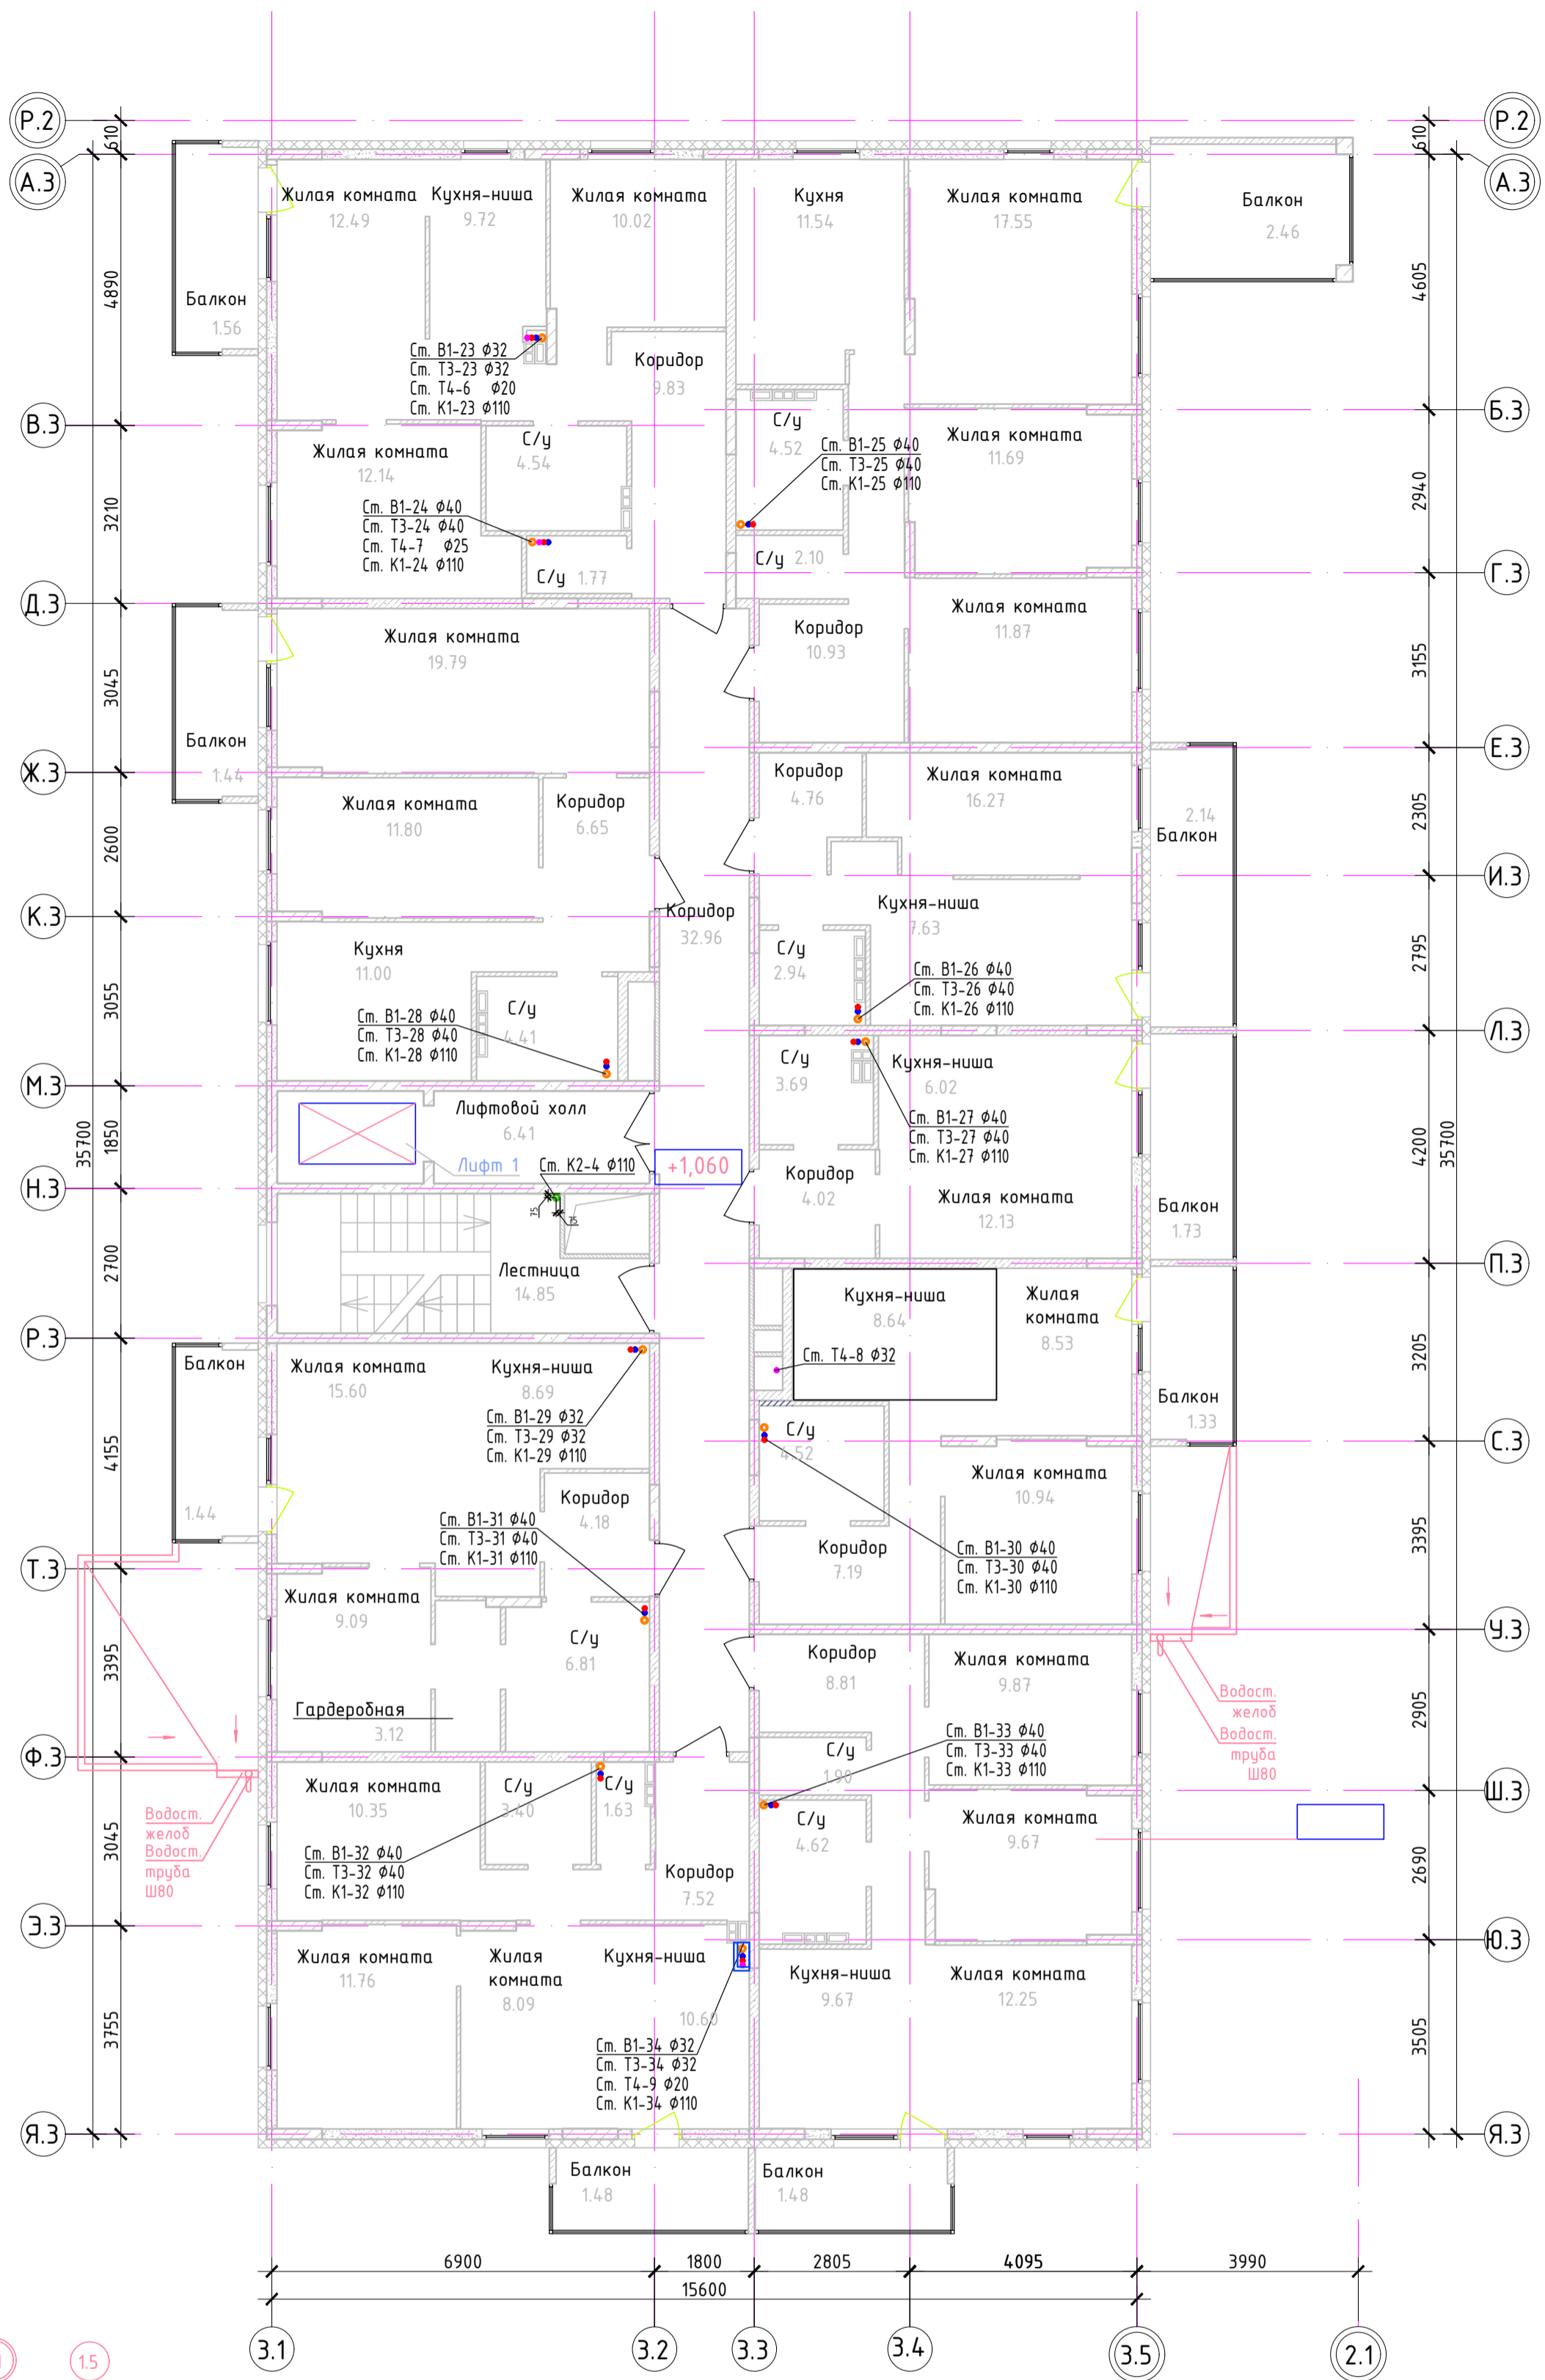 Р.2
Р.2
А.3
А.3
610
610
Жилая комната
12.49
Кухня-ниша
9.72
Жилая комната
10.02
Кухня
11.54
Жилая комната
17.55
Балкон
2.46
4890
4605
Балкон
1.56
Ст. В1-23 Ф32
Ст. Т3-23 Ф32
Ст. Т4-6 Ф20
Ст. К1-23 Ф110
Коридор
9.83
В.3
Б.3
Жилая комната
12.14
С/у
4.54
С/у
4.52
Ст. В1-25 Ф40
Ст. Т3-25 Ф40
Ст. К1-25 Ф110
Жилая комната
11.69
3210
2940
Ст. В1-24 Ф40
Ст. Т3-24 Ф40
Ст. Т4-7 Ф25
Ст. К1-24 Ф110
С/у 1.77
С/у 2.10
Д.3
Г.3
Жилая комната
19.79
Коридор
10.93
Жилая комната
11.87
3045
3155
Балкон
1.44
Ж.3
Е.3
Жилая комната
11.80
Коридор
6.65
Коридор
4.76
Жилая комната
16.27
2600
2305
2.14
Балкон
К.3
И.3
Коридор
32.96
Кухня-ниша
7.63
Кухня
11.00
С/у
2.94
3055
2795
Ст. В1-26 Ф40
Ст. Т3-26 Ф40
Ст. К1-26 Ф110
Ст. В1-28 Ф40
Ст. Т3-28 Ф40
Ст. К1-28 Ф110
С/у
4.41
Л.3
М.3
С/у
3.69
Кухня-ниша
6.02
Лифтовой холл
6.41
Ст. В1-27 Ф40
Ст. Т3-27 Ф40
Ст. К1-27 Ф110
35700
1850
4200
35700
Лифт 1
Ст. К2-4 Ф110
+1,060
Коридор
4.02
Н.3
Жилая комната
12.13
Балкон
1.73
75
75
2700
Лестница
14.85
П.3
Кухня-ниша
8.64
Жилая
комната
8.53
Р.3
3205
Балкон
Жилая комната
15.60
Кухня-ниша
8.69
Ст. Т4-8 Ф32
Балкон
1.33
Ст. В1-29 Ф32
Ст. Т3-29 Ф32
Ст. К1-29 Ф110
С/у
4.52
С.3
4155
Жилая комната
10.94
1.44
Коридор
4.18
Ст. В1-31 Ф40
Ст. Т3-31 Ф40
Ст. К1-31 Ф110
Коридор
7.19
Ст. В1-30 Ф40
Ст. Т3-30 Ф40
Ст. К1-30 Ф110
3395
Т.3
Жилая комната
9.09
У.3
С/у
6.81
Коридор
8.81
Жилая комната
9.87
3395
2905
Гардеробная
3.12
Водост.
желоб
Водост.
труба
Ш80
Ст. В1-33 Ф40
Ст. Т3-33 Ф40
Ст. К1-33 Ф110
С/у
1.90
Ф.3
Ш.3
Жилая комната
10.35
С/у
3.40
С/у
1.63
С/у
4.62
Жилая комната
9.67
Водост.
желоб
Водост.
труба
Ш80
3045
2690
Ст. В1-32 Ф40
Ст. Т3-32 Ф40
Ст. К1-32 Ф110
Коридор
7.52
Э.3
Ю.3
Жилая комната
11.76
Жилая
комната
8.09
Кухня-ниша
10.60
Кухня-ниша
9.67
Жилая комната
12.25
3755
3505
Ст. В1-34 Ф32
Ст. Т3-34 Ф32
Ст. Т4-9 Ф20
Ст. К1-34 Ф110
Я.3
Я.3
Балкон
1.48
Балкон
1.48
6900
1800
2805
4095
3990
15600
3.1
3.2
3.3
3.4
3.5
2.1
1.5